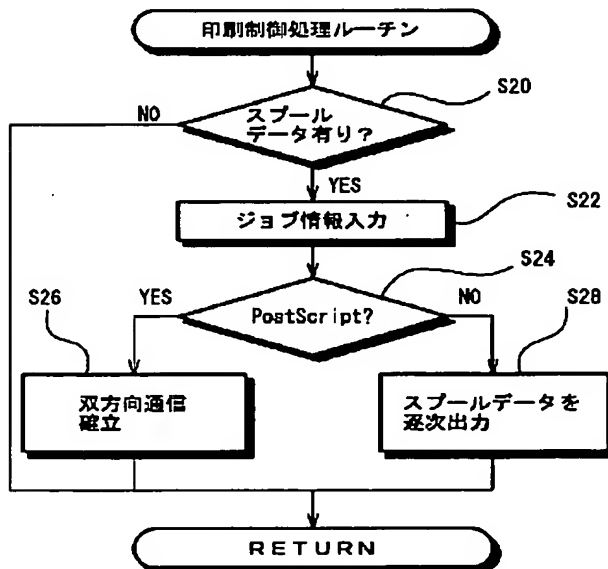 印刷制御処理ルーチン
S20
NO
スプール
データ有り？
YES
S22
ジョブ情報入力
S24
S26
YES
PostScript?
NO
S28
双方向通信
確立
スプールデータを
逐次出力
RETURN